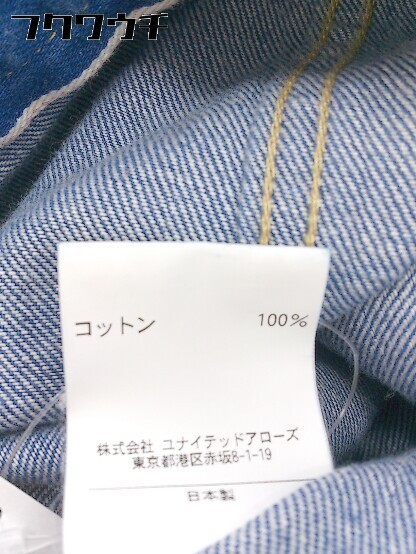 フクワウチ
コットン 100%
株式会社 ユナイテッドアローズ
東京都港区赤坂8-1-19
日本製